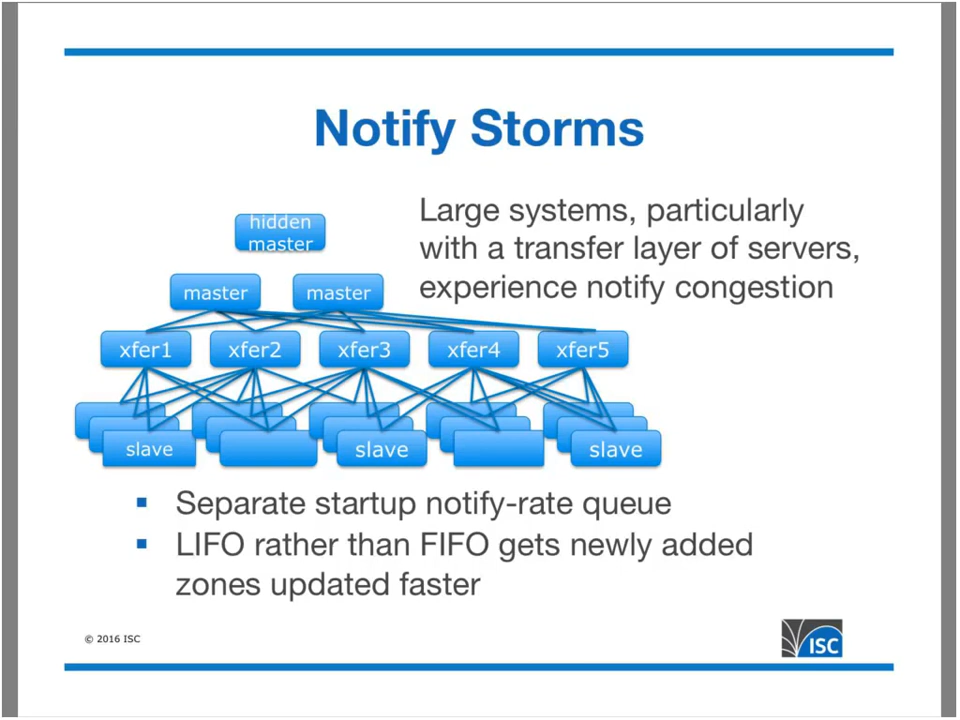 Notify Storms
Large systems, particularly
with a transfer layer of servers,
experience notify congestion
hidden
master
master
master
xfer1
xfer2
xfer3
xfer4
xfer5
slave
slave
slave
▪ Separate startup notify-rate queue
▪ LIFO rather than FIFO gets newly added
zones updated faster
© 2016 ISC
ISC